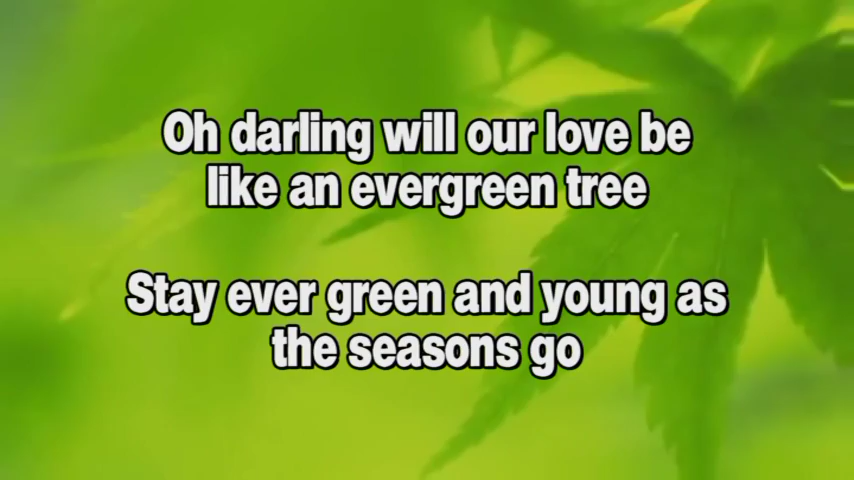 Oh darling will our love be
like an evergreen tree
Stay ever green and young as
the seasons go